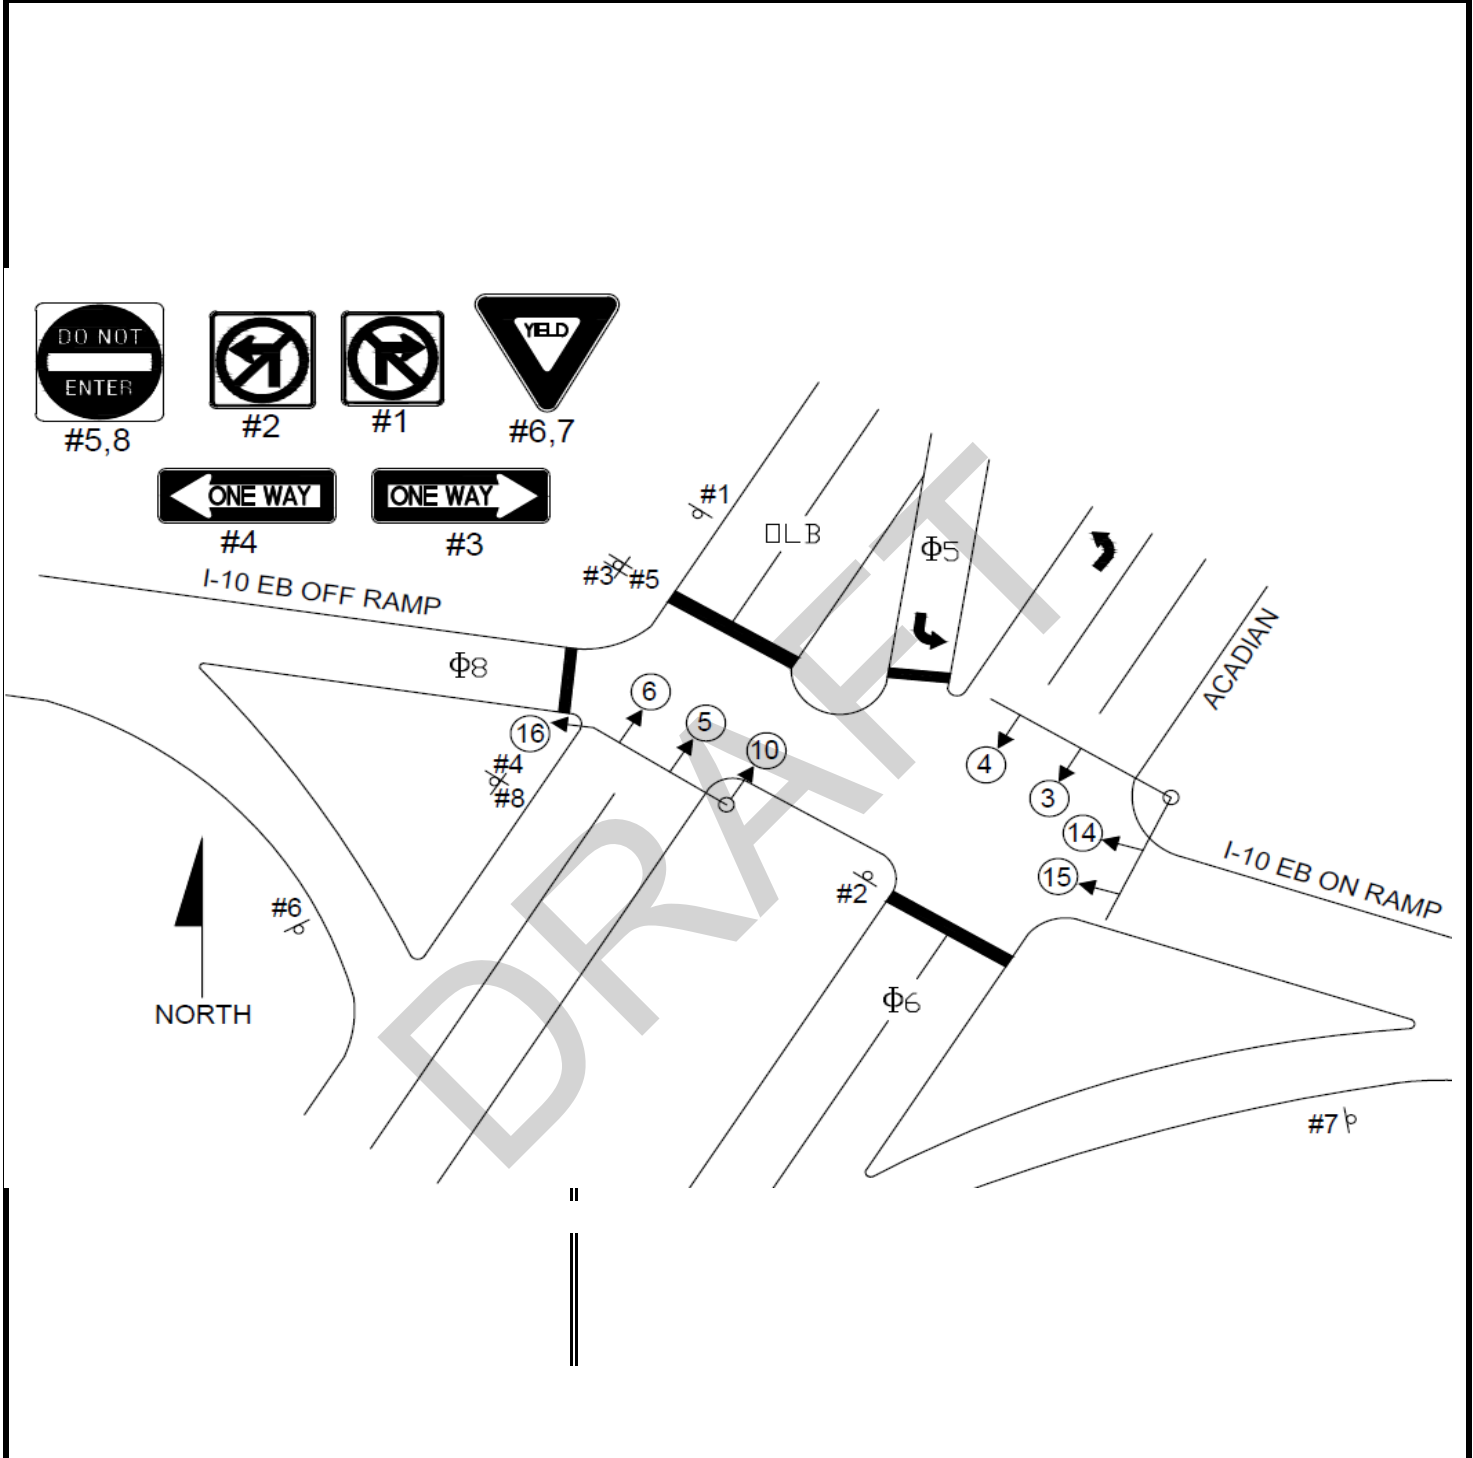 DO NOT
ENTER
#5,8
#2
#1
YIELD
#6,7
ONE WAY
#4
ONE WAY
#3
#1
OLB
Φ5
#3
#5
I-10 EB OFF RAMP
Φ8
ACADIAN
6
5
10
16
#4
#8
4
3
14
15
I-10 EB ON RAMP
#2
#6
NORTH
Φ6
#7
DRAFT